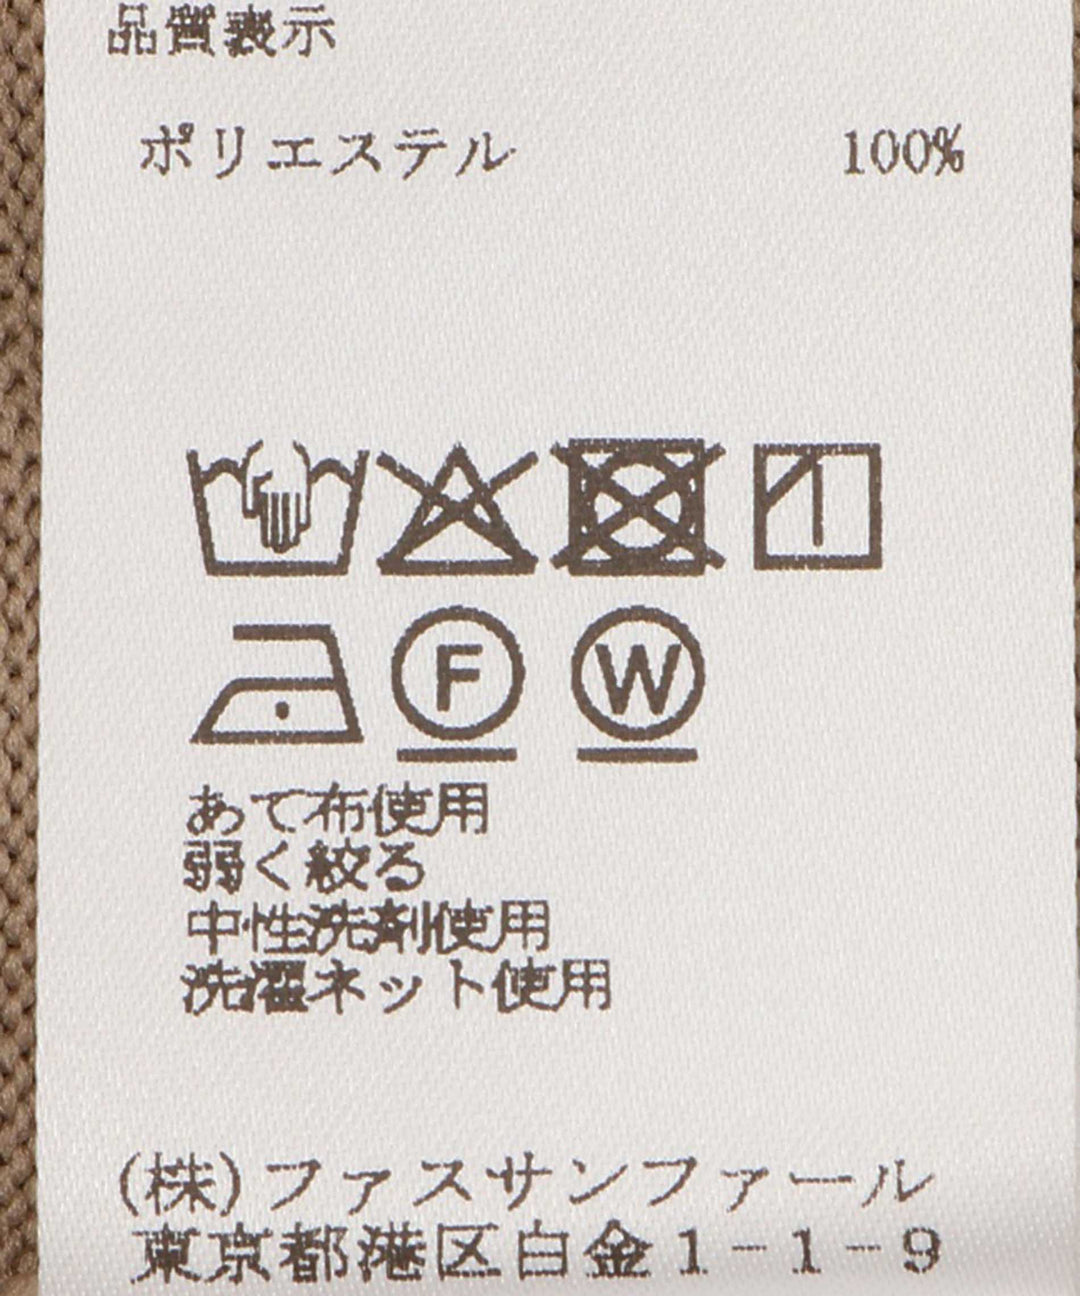 品質表示
ポリエステル 100%
F W
あて布使用
弱く絞る
中性洗剤使用
洗濯ネット使用
(株)ファスサンファール
東京都港区白金1-1-9